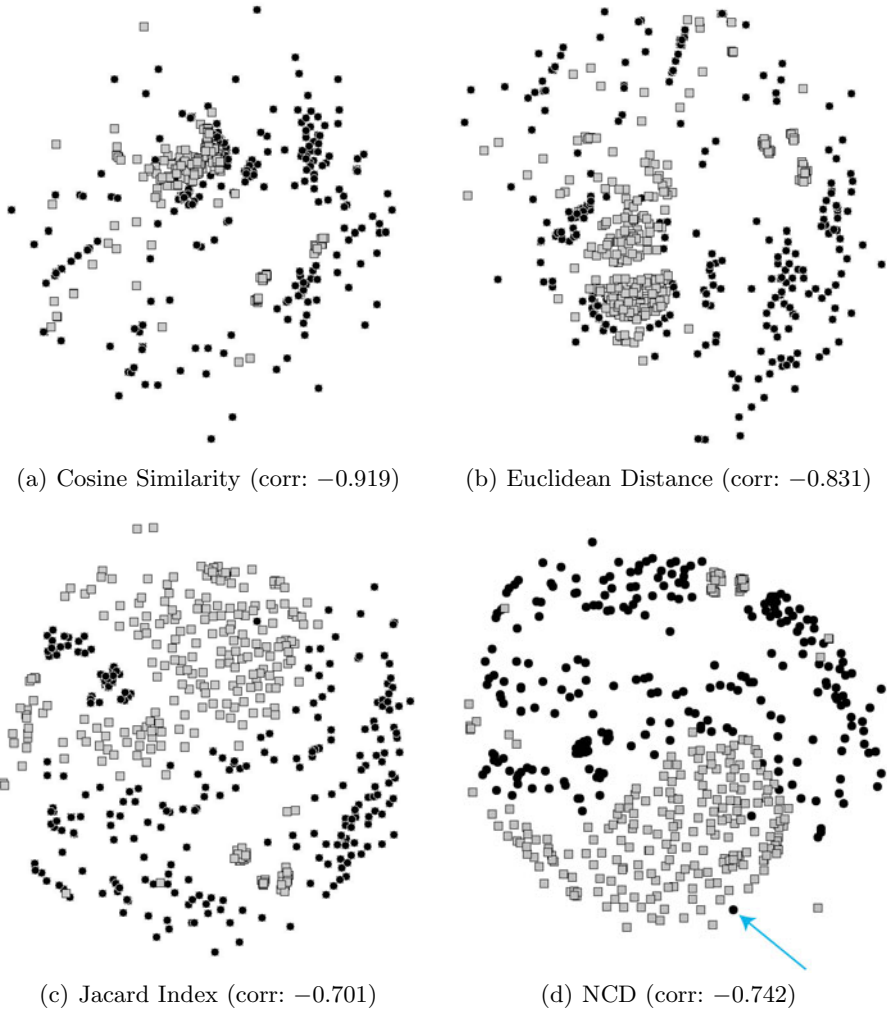 (a) Cosine Similarity (corr: −0.919)
(b) Euclidean Distance (corr: −0.831)
(c) Jacard Index (corr: −0.701)
(d) NCD (corr: −0.742)